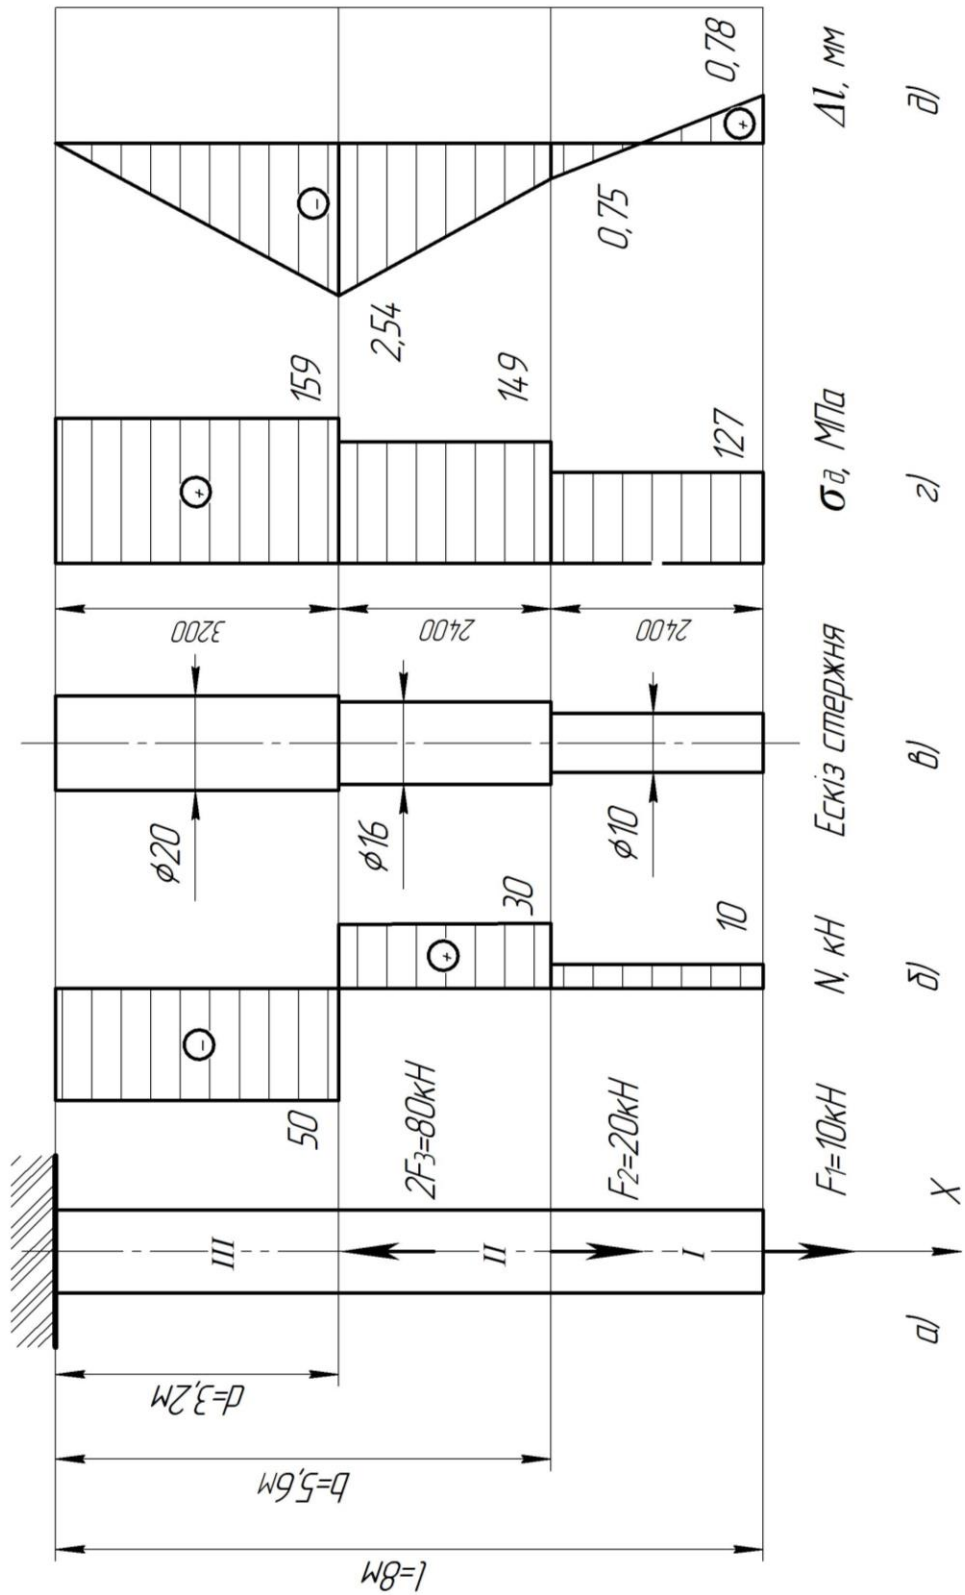 l=8м
b=5,6м
d=3,2м
III
II
I
2F3=80кН
F2=20кН
F1=10кН
X
а)
50
30
10
–
+
N, кН
б)
ϕ20
ϕ16
ϕ10
3200
2400
2400
Ескіз стержня
в)
+
159
149
127
σд, МПа
г)
–
2,54
0,75
0,78
+
Δl, мм
д)